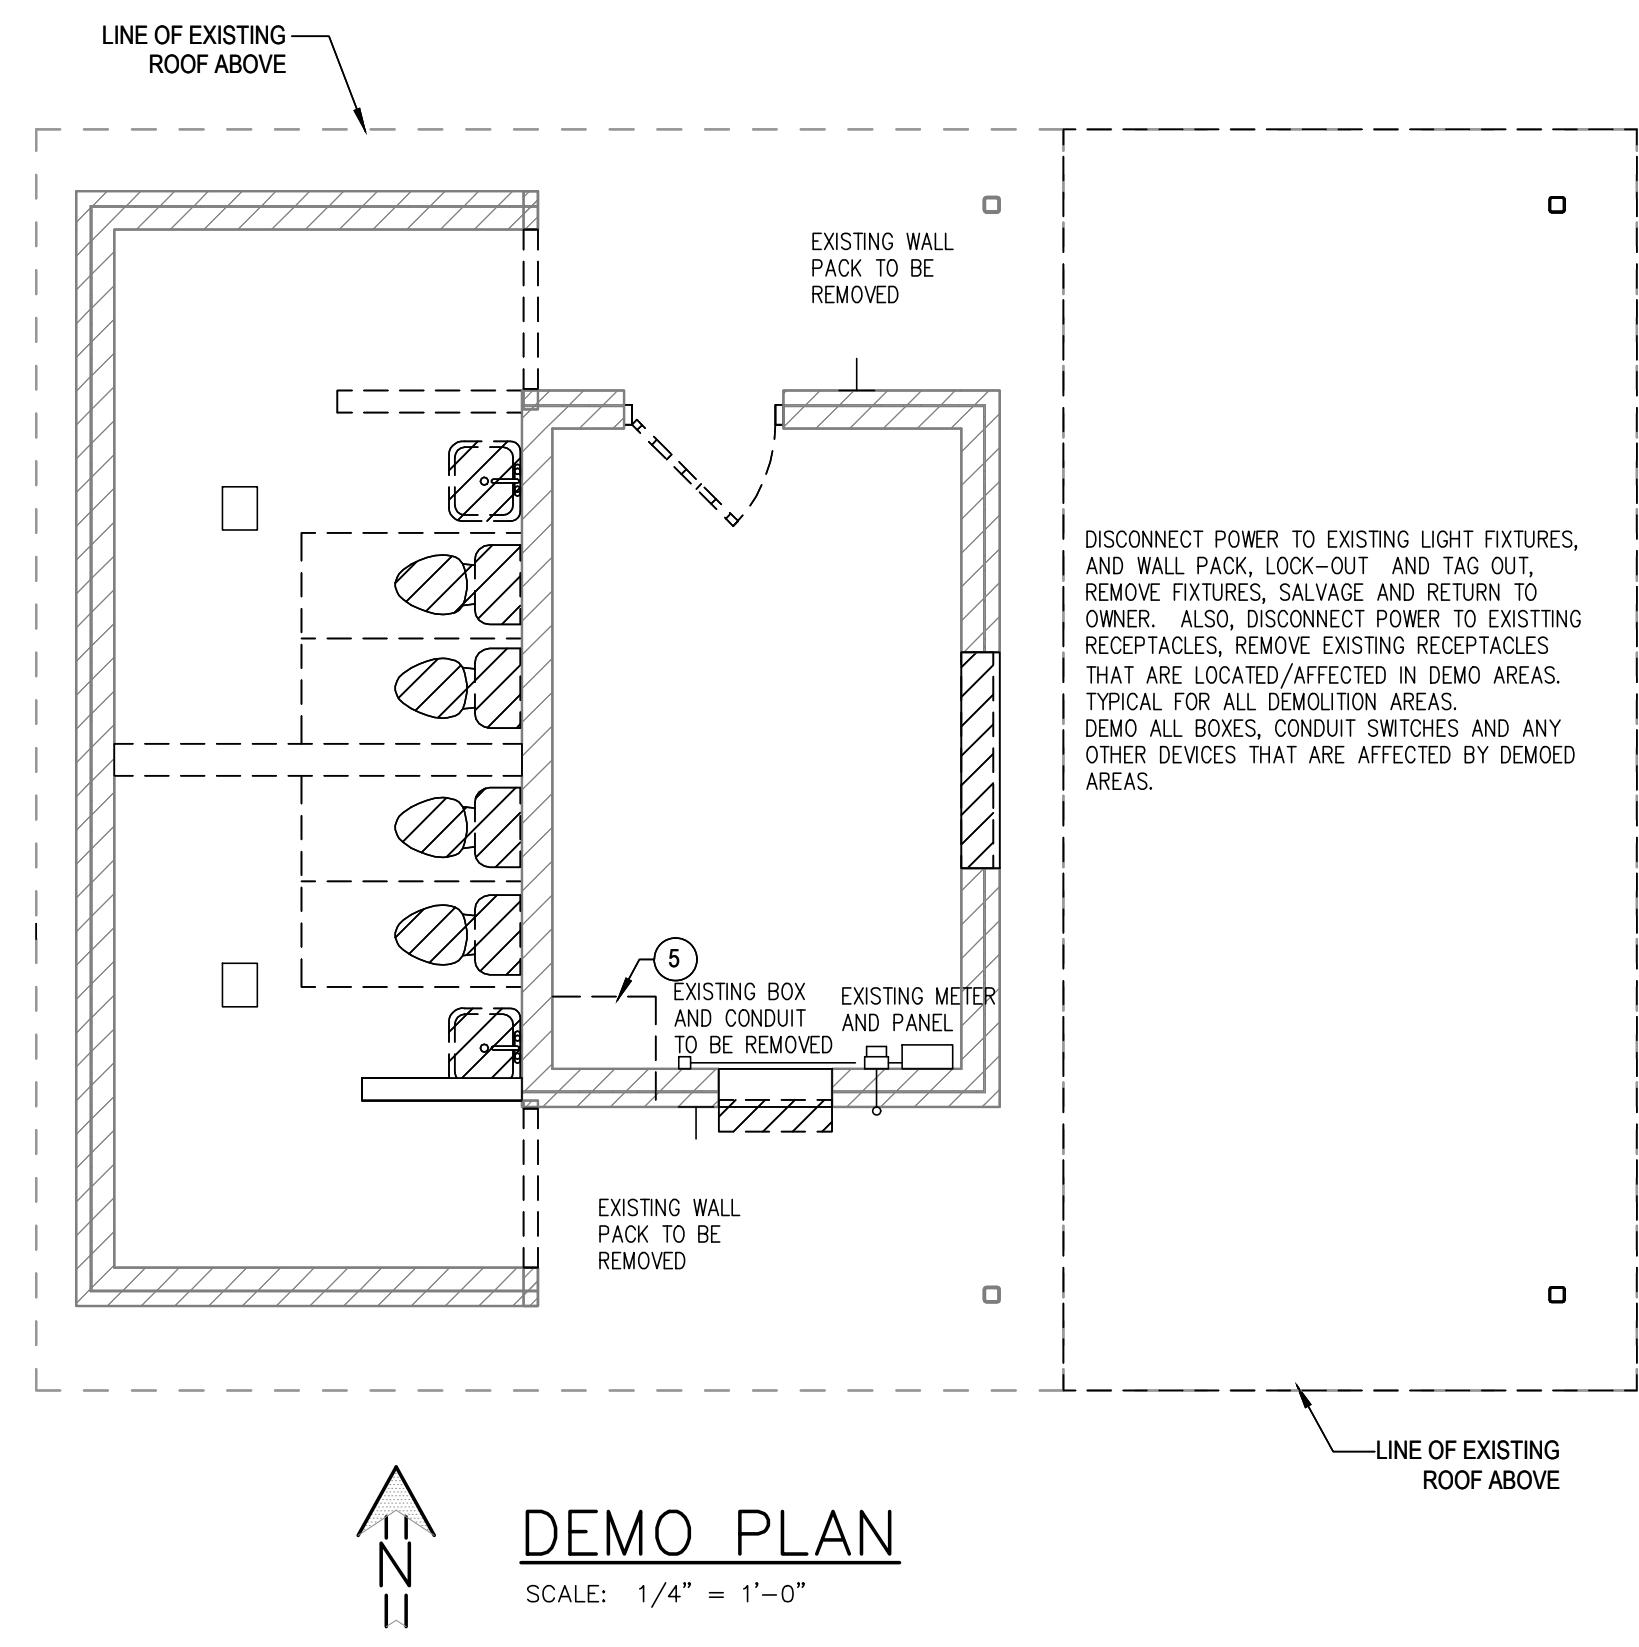 LINE OF EXISTING
ROOF ABOVE
EXISTING WALL
PACK TO BE
REMOVED
DISCONNECT POWER TO EXISTING LIGHT FIXTURES,
AND WALL PACK, LOCK-OUT AND TAG OUT,
REMOVE FIXTURES, SALVAGE AND RETURN TO
OWNER. ALSO, DISCONNECT POWER TO EXISTTING
RECEPTACLES, REMOVE EXISTING RECEPTACLES
THAT ARE LOCATED/AFFECTED IN DEMO AREAS.
TYPICAL FOR ALL DEMOLITION AREAS.
DEMO ALL BOXES, CONDUIT SWITCHES AND ANY
OTHER DEVICES THAT ARE AFFECTED BY DEMOED
AREAS.
5
EXISTING BOX
AND CONDUIT
TO BE REMOVED
EXISTING METER
AND PANEL
EXISTING WALL
PACK TO BE
REMOVED
LINE OF EXISTING
ROOF ABOVE
N
DEMO PLAN
SCALE: 1/4" = 1'-0"